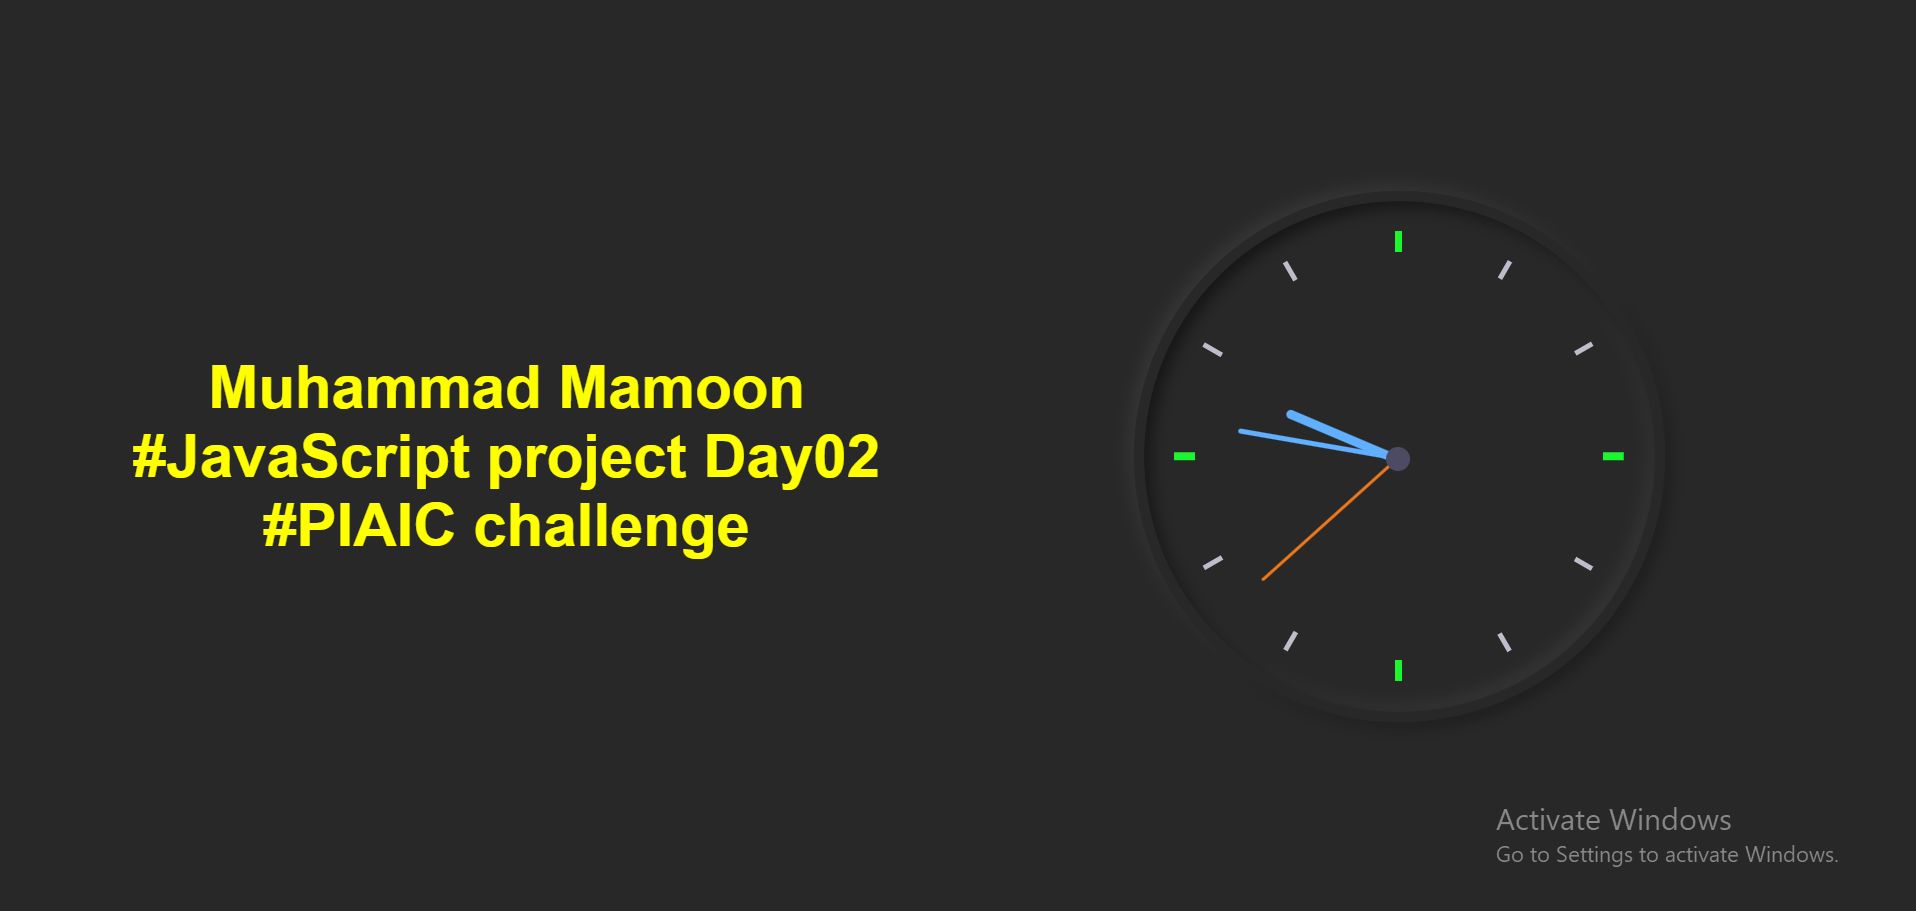 Muhammad Mamoon
#JavaScript project Day02
#PIAIC challenge
Activate Windows
Go to Settings to activate Windows.